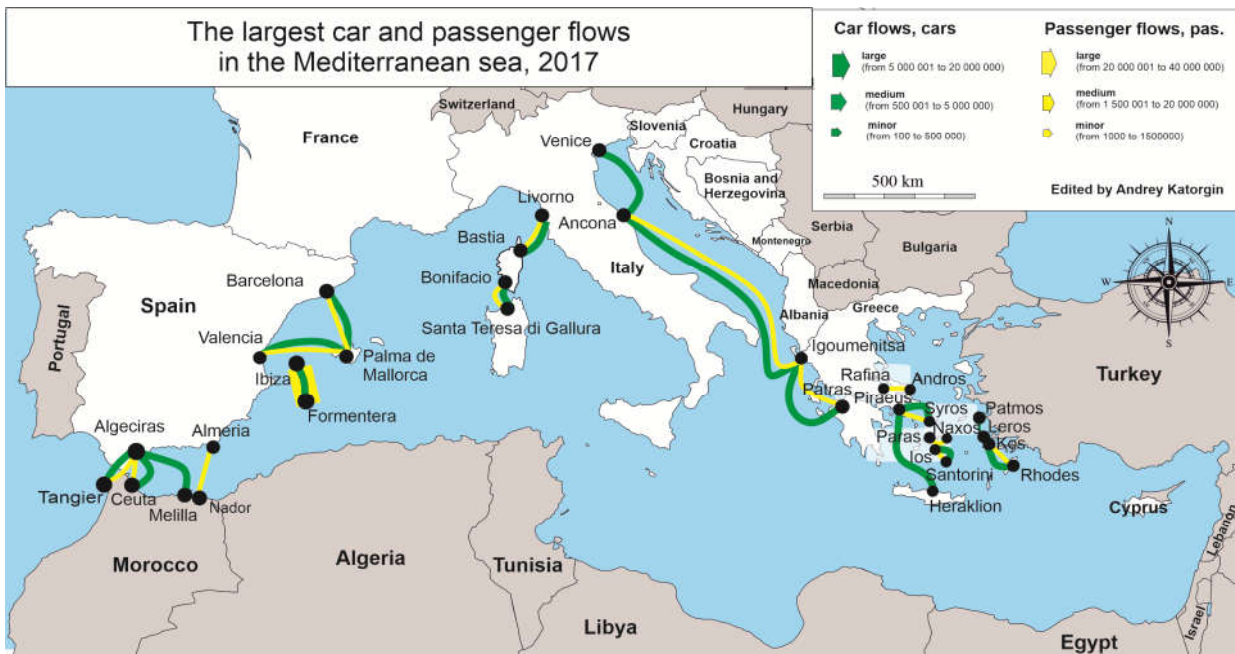 The largest car and passenger flows
in the Mediterranean sea, 2017
Car flows, cars
large
(from 5 000 001 to 20 000 000)
medium
(from 500 001 to 5 000 000)
minor
(from 100 to 500 000)
Passenger flows, pas.
large
(from 20 000 001 to 40 000 000)
medium
(from 1 500 001 to 20 000 000)
minor
(from 1000 to 1500000)
500 km
Edited by Andrey Katorgin
N
W
E
S
Switzerland
Hungary
Slovenia
France
Venice
Croatia
Bosnia and
Herzegovina
Livorno
Ancona
Serbia
Bastia
Montenegro
Bulgaria
Bonifacio
Italy
Barcelona
Macedonia
Spain
Albania
Greece
Portugal
Santa Teresa di Gallura
Valencia
Igoumenitsa
Palma de
Mallorca
Ibiza
Rafina
Andros
Turkey
Patras
Piraeus
Formentera
Syros
Patmos
Algeciras
Almeria
Naxos
Leros
Paras
Kos
Ios
Santorini
Rhodes
Tangier
Ceuta
Melilla
Nador
Heraklion
Cyprus
Lebanon
Morocco
Algeria
Tunisia
Israel
Libya
Egypt